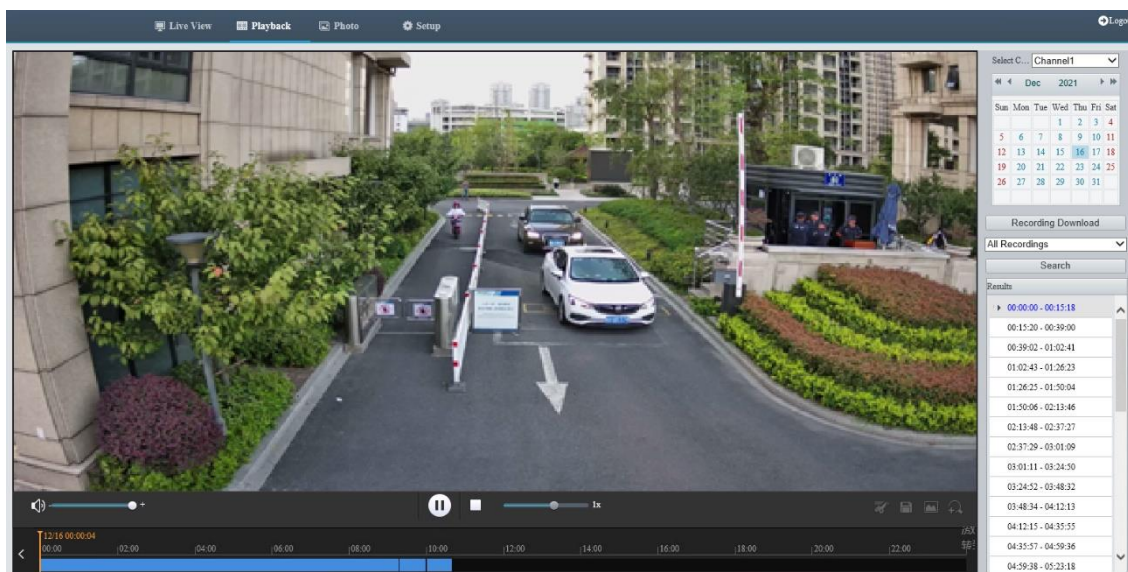 Live View Playback Photo Setup Logo
Select C... Channel1
Dec 2021
Sun Mon Tue Wed Thu Fri Sat
1 2 3 4
5 6 7 8 9 10 11
12 13 14 15 16 17 18
19 20 21 22 23 24 25
26 27 28 29 30 31
Recording Download
All Recordings
Search
Results
00:00:00 - 00:15:18
00:15:20 - 00:39:00
00:39:02 - 01:02:41
01:02:43 - 01:26:23
01:26:25 - 01:50:04
01:50:06 - 02:13:46
02:13:48 - 02:37:27
02:37:29 - 03:01:09
03:01:11 - 03:24:50
03:24:52 - 03:48:32
03:48:34 - 04:12:13
04:12:15 - 04:35:55
04:35:57 - 04:59:36
04:59:38 - 05:23:18
+
1x
12/16 00:00:04
00:00 02:00 04:00 06:00 08:00 10:00 12:00 14:00 16:00 18:00 20:00 22:00